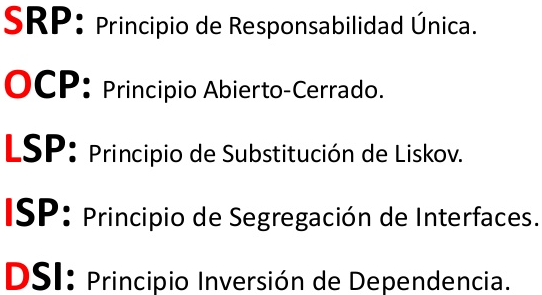 SRP: Principio de Responsabilidad Única.
OCP: Principio Abierto-Cerrado.
LSP: Principio de Substitución de Liskov.
ISP: Principio de Segregación de Interfaces.
DSI: Principio Inversión de Dependencia.